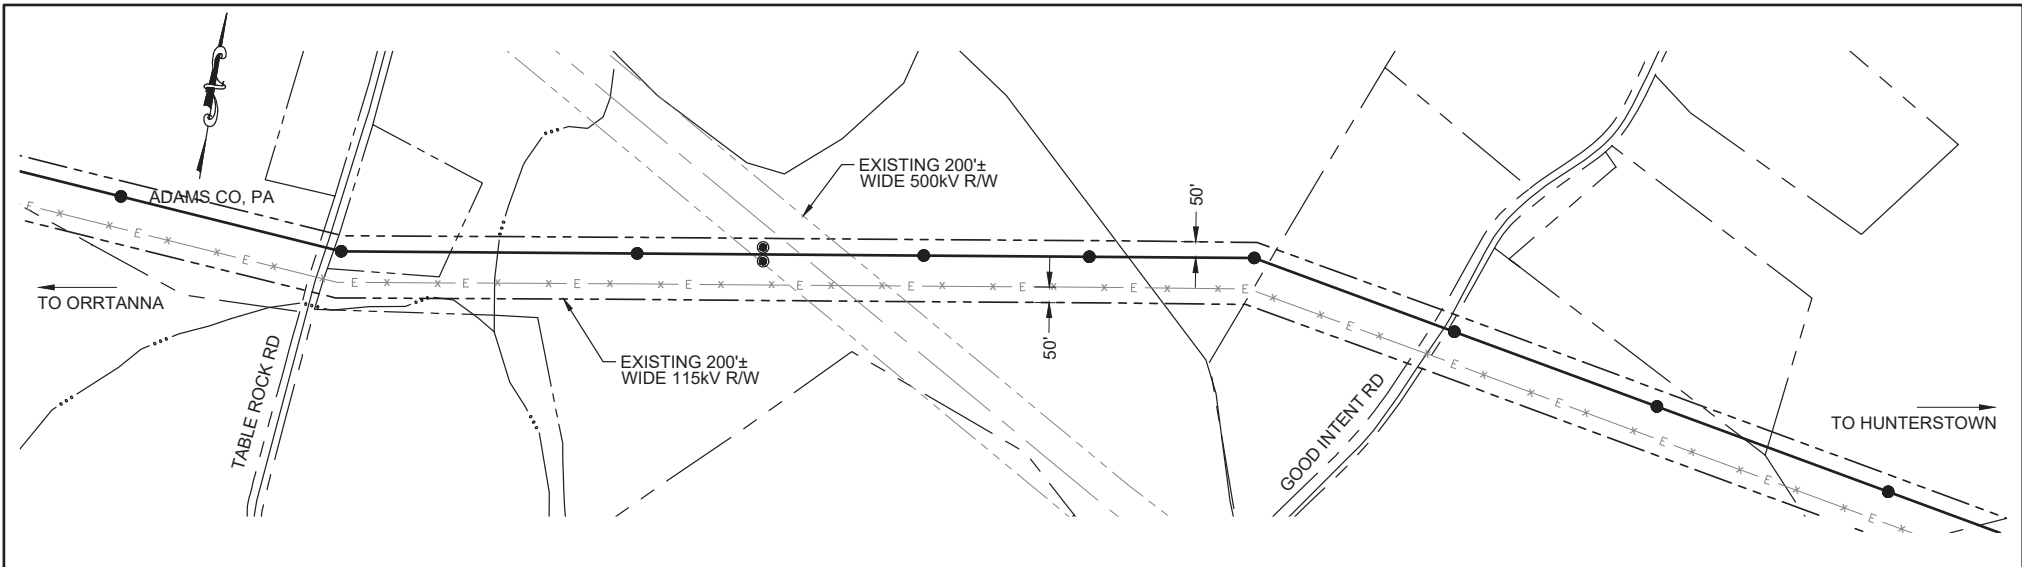 EXISTING 200'±
WIDE 500kV R/W
ADAMS CO, PA
50'
TO ORRTANNA
50'
EXISTING 200'±
WIDE 115kV R/W
TABLE ROCK RD
GOOD INTENT RD
TO HUNTERSTOWN